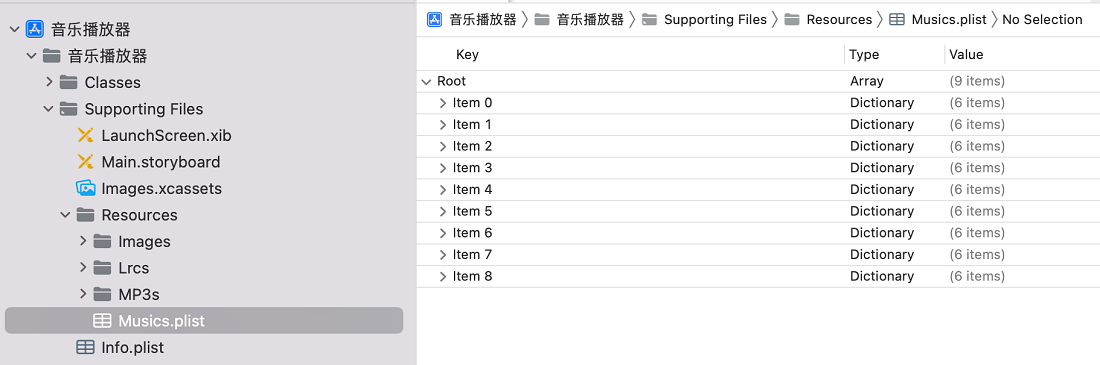 音乐播放器
音乐播放器
Classes
Supporting Files
LaunchScreen.xib
Main.storyboard
Images.xcassets
Resources
Images
Lrcs
MP3s
Musics.plist
Info.plist
音乐播放器 音乐播放器 Supporting Files Resources Musics.plist No Selection
Key Type Value
Root Array (9 items)
Item 0 Dictionary (6 items)
Item 1 Dictionary (6 items)
Item 2 Dictionary (6 items)
Item 3 Dictionary (6 items)
Item 4 Dictionary (6 items)
Item 5 Dictionary (6 items)
Item 6 Dictionary (6 items)
Item 7 Dictionary (6 items)
Item 8 Dictionary (6 items)